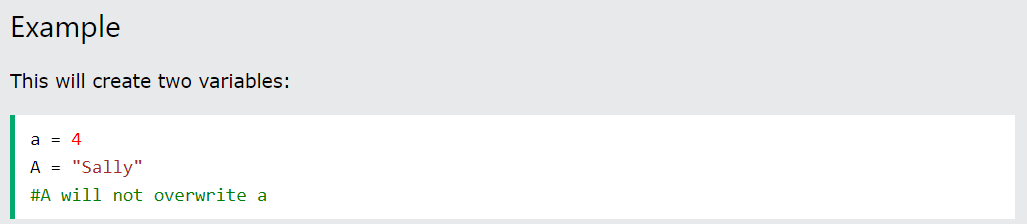 Example
This will create two variables:
a = 4
A = "Sally"
#A will not overwrite a